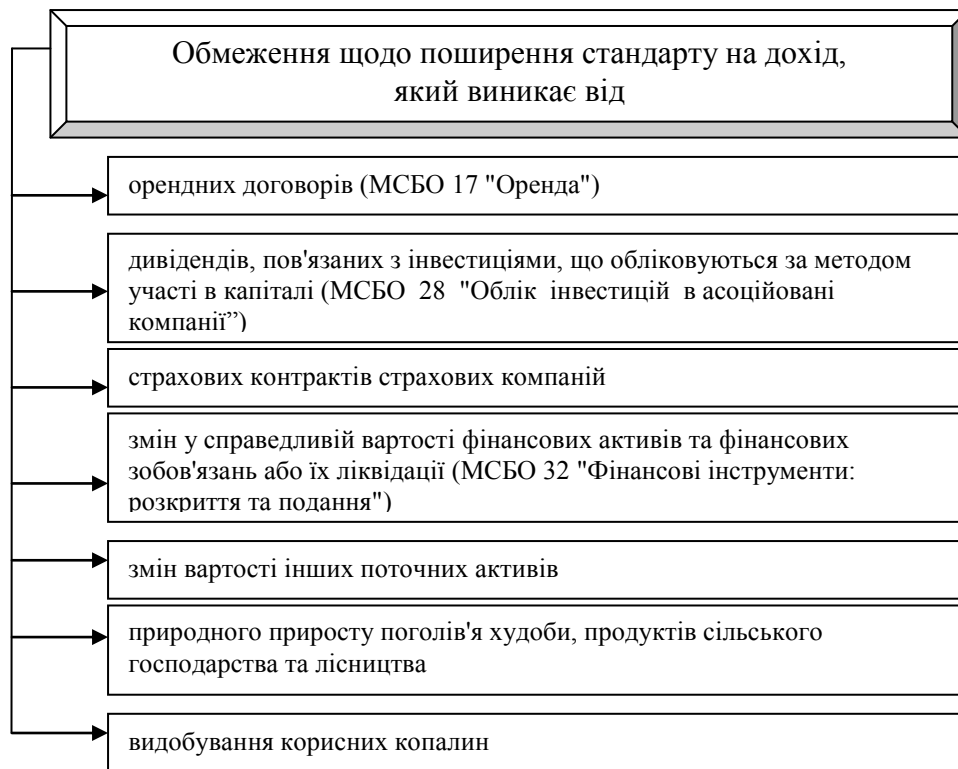 Обмеження щодо поширення стандарту на дохід,
який виникає від
орендних договорів (МСБО 17 "Оренда")
дивідендів, пов'язаних з інвестиціями, що обліковуються за методом
участі в капіталі (МСБО 28 "Облік інвестицій в асоційовані
компанії”)
страхових контрактів страхових компаній
змін у справедливій вартості фінансових активів та фінансових
зобов'язань або їх ліквідації (МСБО 32 "Фінансові інструменти:
розкриття та подання")
змін вартості інших поточних активів
природного приросту поголів'я худоби, продуктів сільського
господарства та лісництва
видобування корисних копалин